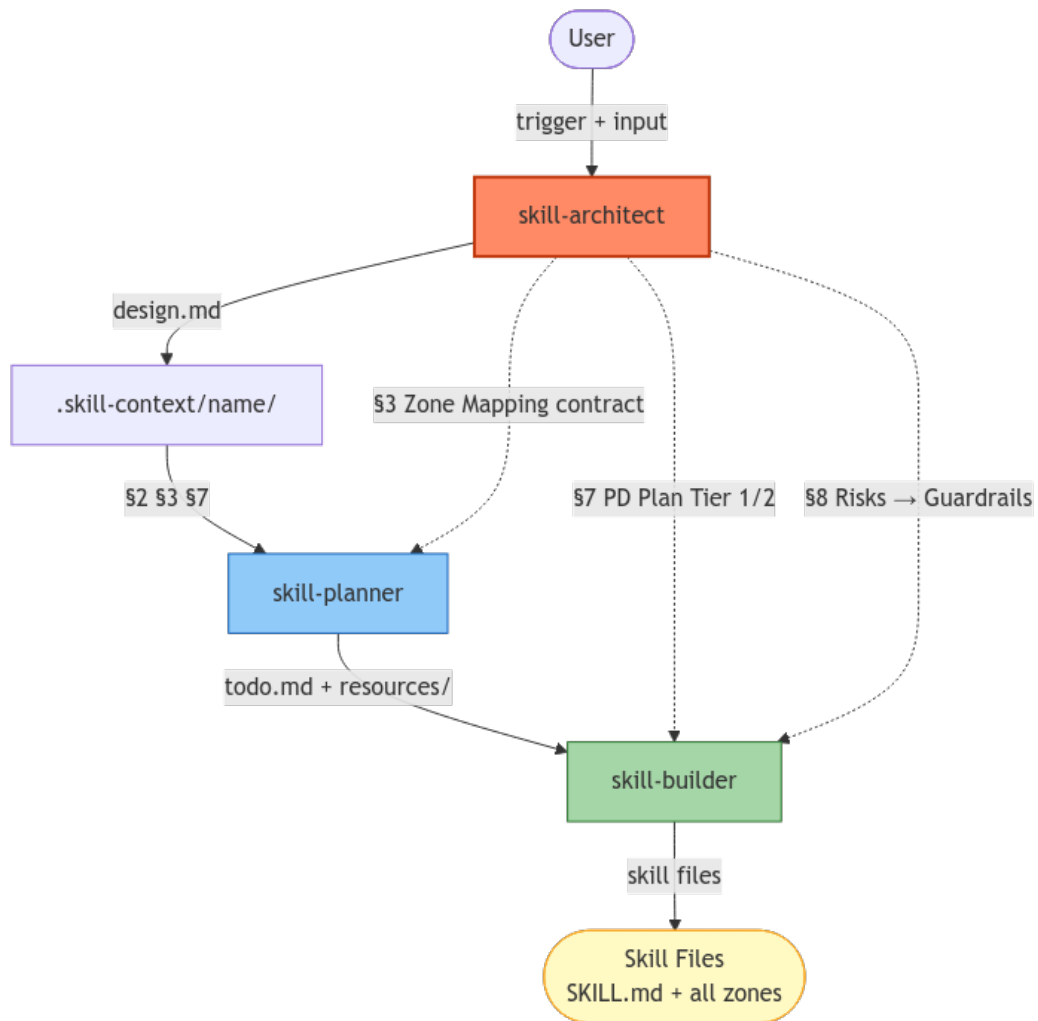 User
trigger + input
skill-architect
design.md
.skill-context/name/
§3 Zone Mapping contract
§2 §3 §7
§7 PD Plan Tier 1/2
§8 Risks → Guardrails
skill-planner
todo.md + resources/
skill-builder
skill files
Skill Files
SKILL.md + all zones